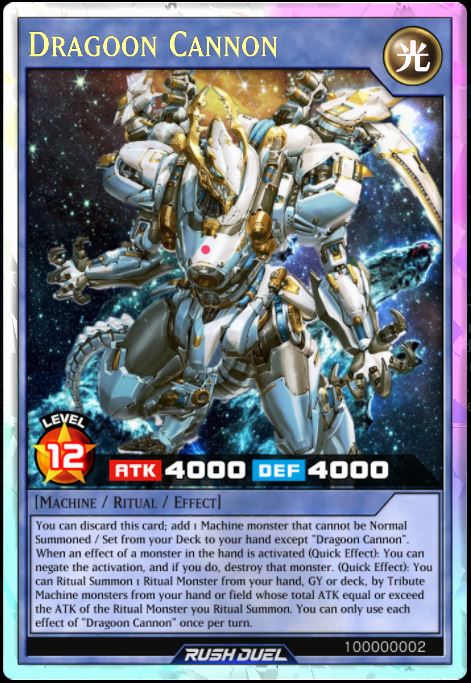 DRAGOON CANNON
光
LEVEL
12
ATK 4000 DEF 4000
[MACHINE / RITUAL / EFFECT]
You can discard this card; add 1 Machine monster that cannot be Normal
Summoned / Set from your Deck to your hand except "Dragoon Cannon".
When an effect of a monster in the hand is activated (Quick Effect): You can
negate the activation, and if you do, destroy that monster. (Quick Effect): You
can Ritual Summon 1 Ritual Monster from your hand, GY or deck, by Tribute
Machine monsters from your hand or field whose total ATK equal or exceed
the ATK of the Ritual Monster you Ritual Summon. You can only use each
effect of "Dragoon Cannon" once per turn.
100000002
RUSH DUEL